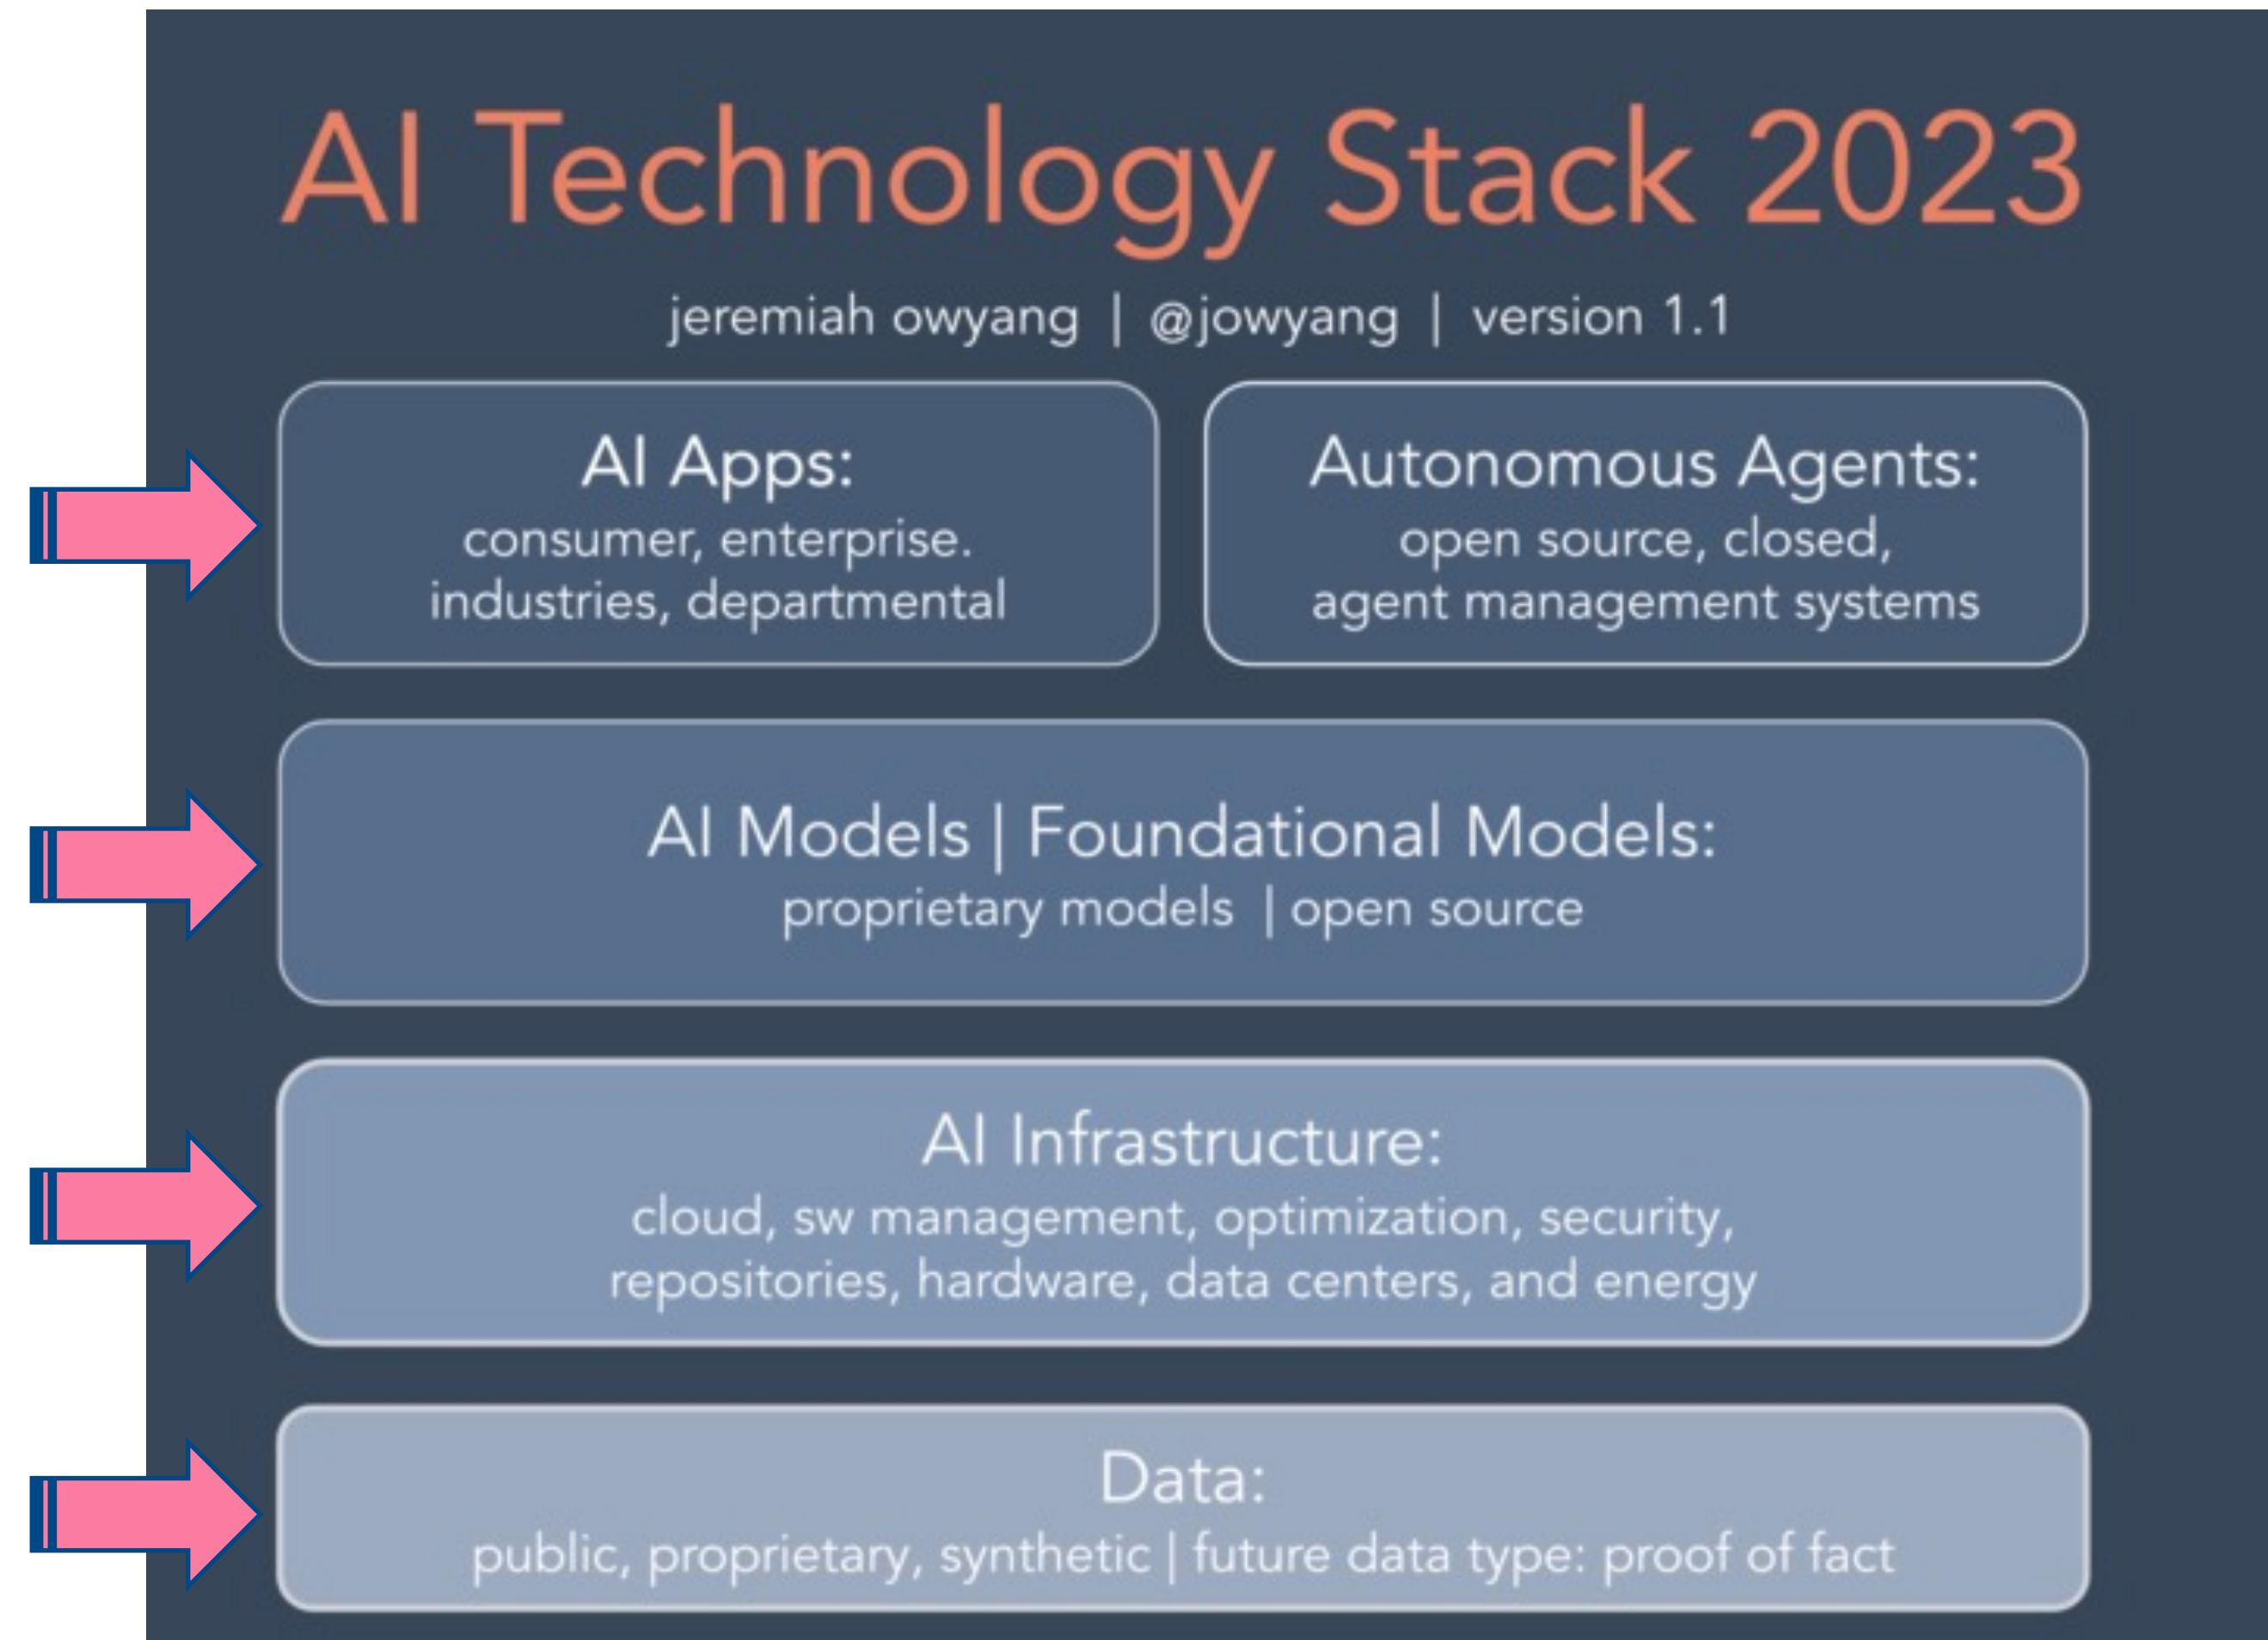 AI Technology Stack 2023
jeremiah owyang | @jowyang | version 1.1
AI Apps:
consumer, enterprise.
industries, departmental
Autonomous Agents:
open source, closed,
agent management systems
AI Models | Foundational Models:
proprietary models | open source
AI Infrastructure:
cloud, sw management, optimization, security,
repositories, hardware, data centers, and energy
Data:
public, proprietary, synthetic | future data type: proof of fact